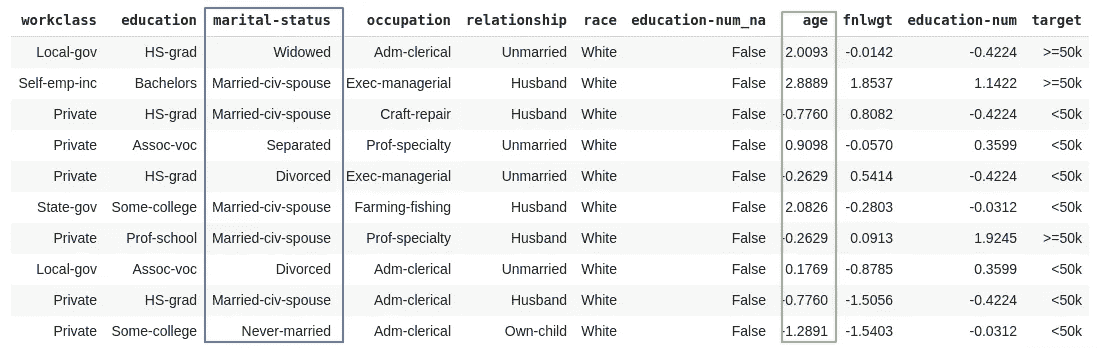 workclass education marital-status occupation relationship race education-num_na age fnlwgt education-num target
Local-gov HS-grad Widowed Adm-clerical Unmarried White False 2.0093 -0.0142 -0.4224 >=50k
Self-emp-inc Bachelors Married-civ-spouse Exec-managerial Husband White False 2.8889 1.8537 1.1422 >=50k
Private HS-grad Married-civ-spouse Craft-repair Husband White False -0.7760 0.8082 -0.4224 <50k
Private Assoc-voc Separated Prof-specialty Unmarried White False 0.9098 -0.0570 0.3599 <50k
Private HS-grad Divorced Exec-managerial Unmarried White False -0.2629 0.5414 -0.4224 <50k
State-gov Some-college Married-civ-spouse Farming-fishing Husband White False 2.0826 -0.2803 -0.0312 <50k
Private Prof-school Married-civ-spouse Prof-specialty Husband White False -0.2629 0.0913 1.9245 >=50k
Local-gov Assoc-voc Divorced Adm-clerical Unmarried White False 0.1769 -0.8785 0.3599 <50k
Private HS-grad Married-civ-spouse Adm-clerical Husband White False -0.7760 -1.5056 -0.4224 <50k
Private Some-college Never-married Adm-clerical Own-child White False -1.2891 -1.5403 -0.0312 <50k